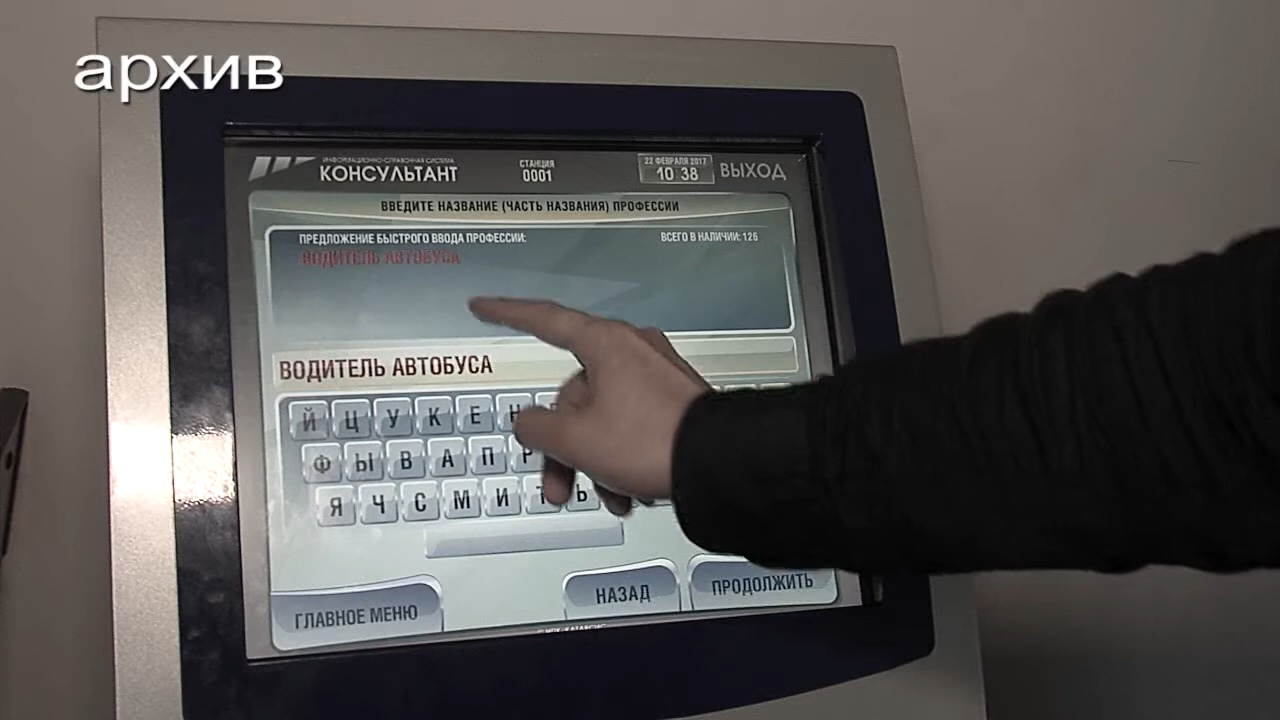 архив
ИНФОРМАЦИОННО-СПРАВОЧНАЯ СИСТЕМА
КОНСУЛЬТАНТ
СТАНЦИЯ
0001
22 ФЕВРАЛЯ 2017
10 38
ВЫХОД
ВВЕДИТЕ НАЗВАНИЕ (ЧАСТЬ НАЗВАНИЯ) ПРОФЕССИИ
ПРЕДЛОЖЕНИЕ БЫСТРОГО ВВОДА ПРОФЕССИИ:
ВСЕГО В НАЛИЧИИ: 126
ВОДИТЕЛЬ АВТОБУСА
ВОДИТЕЛЬ АВТОБУСА
Й Ц У К Е Н
Ф Ы В А П Р
Я Ч С М И Т Ь
ГЛАВНОЕ МЕНЮ
НАЗАД
ПРОДОЛЖИТЬ